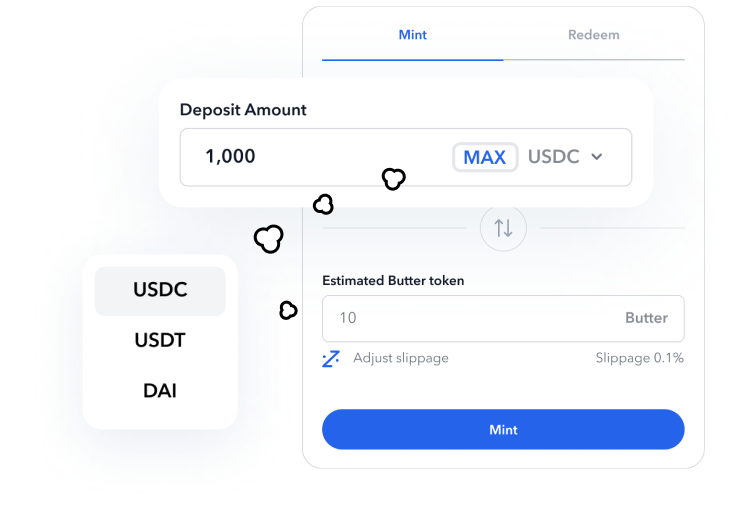 Mint Redeem
Deposit Amount
1,000 MAX USDC
Estimated Butter token
10 Butter
Adjust slippage Slippage 0.1%
Mint
USDC
USDT
DAI